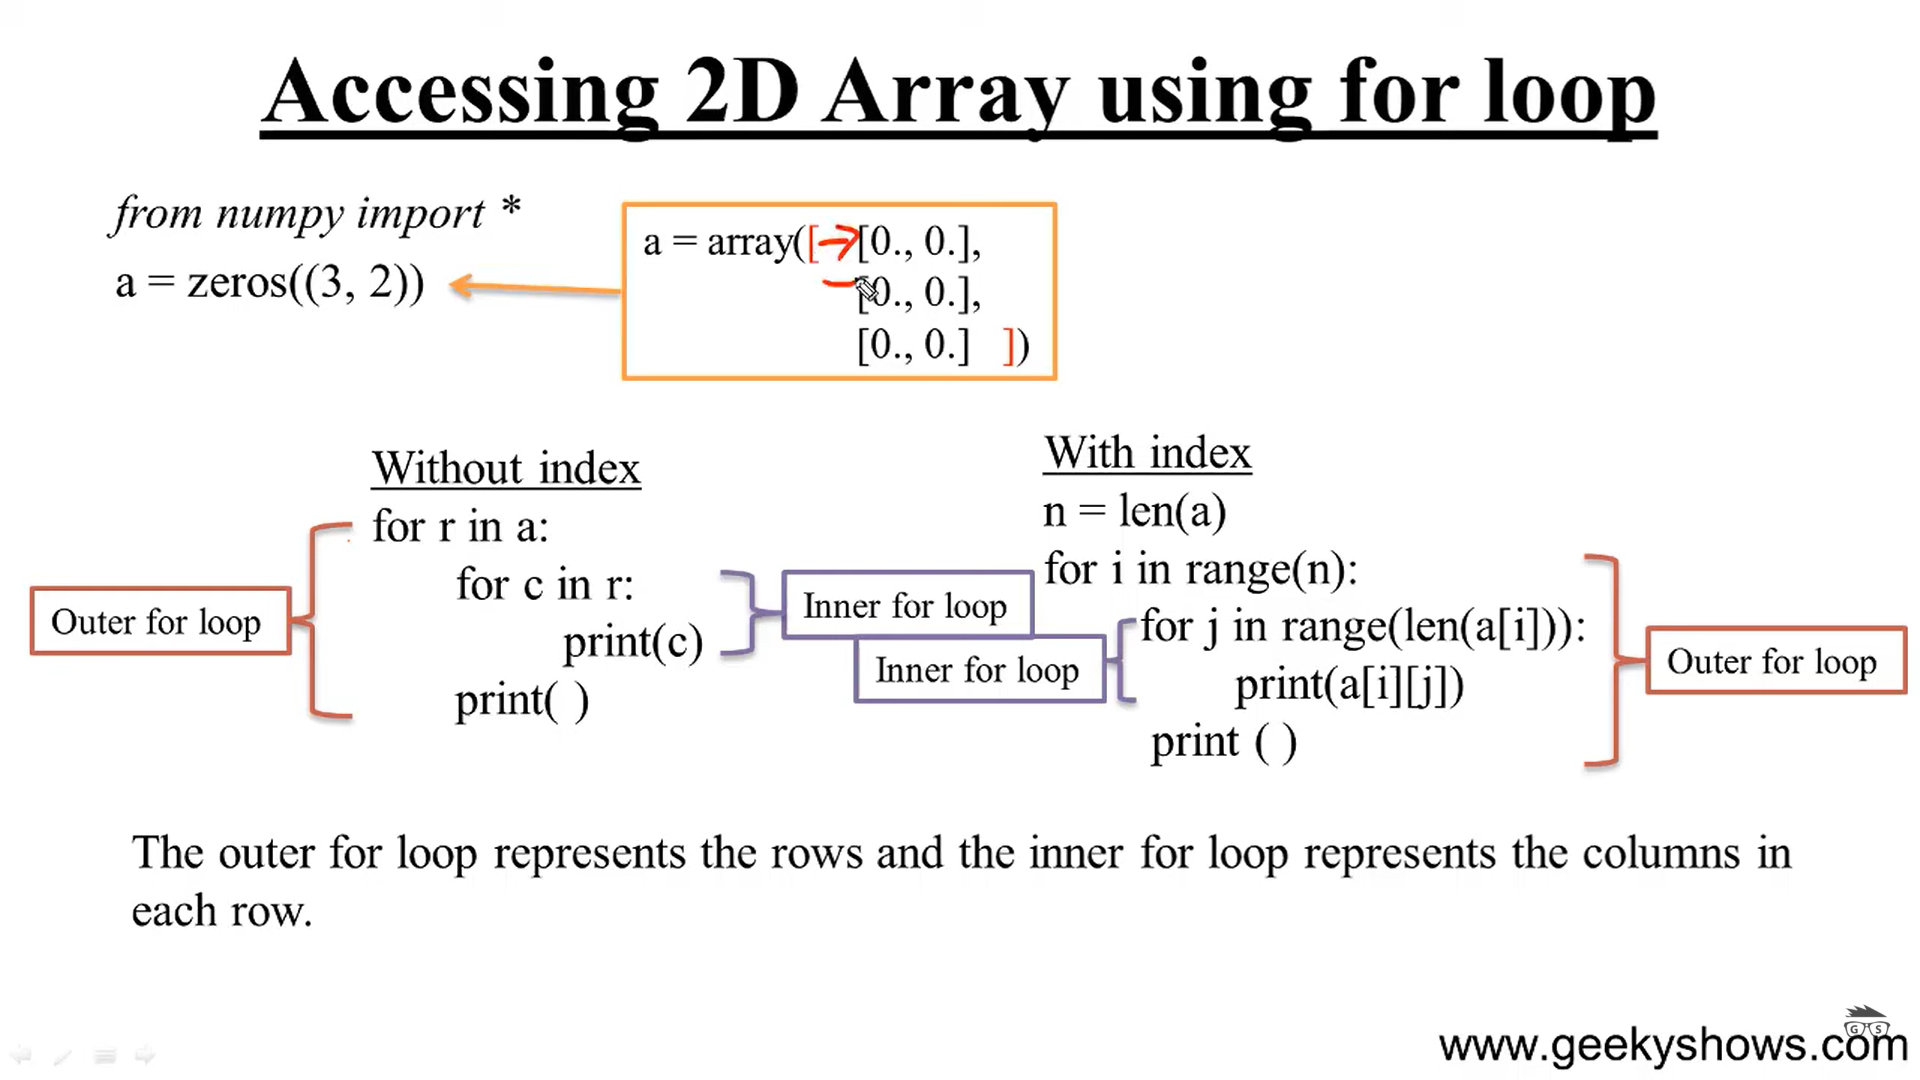 Accessing 2D Array using for loop
from numpy import *
a = zeros((3, 2))
a = array([ [0., 0.],
[0., 0.],
[0., 0.] ])
Without index
for r in a:
for c in r:
print(c)
print( )
Outer for loop
Inner for loop
With index
n = len(a)
for i in range(n):
for j in range(len(a[i])):
print(a[i][j])
print ( )
Inner for loop
Outer for loop
The outer for loop represents the rows and the inner for loop represents the columns in
each row.
G S
www.geekyshows.com